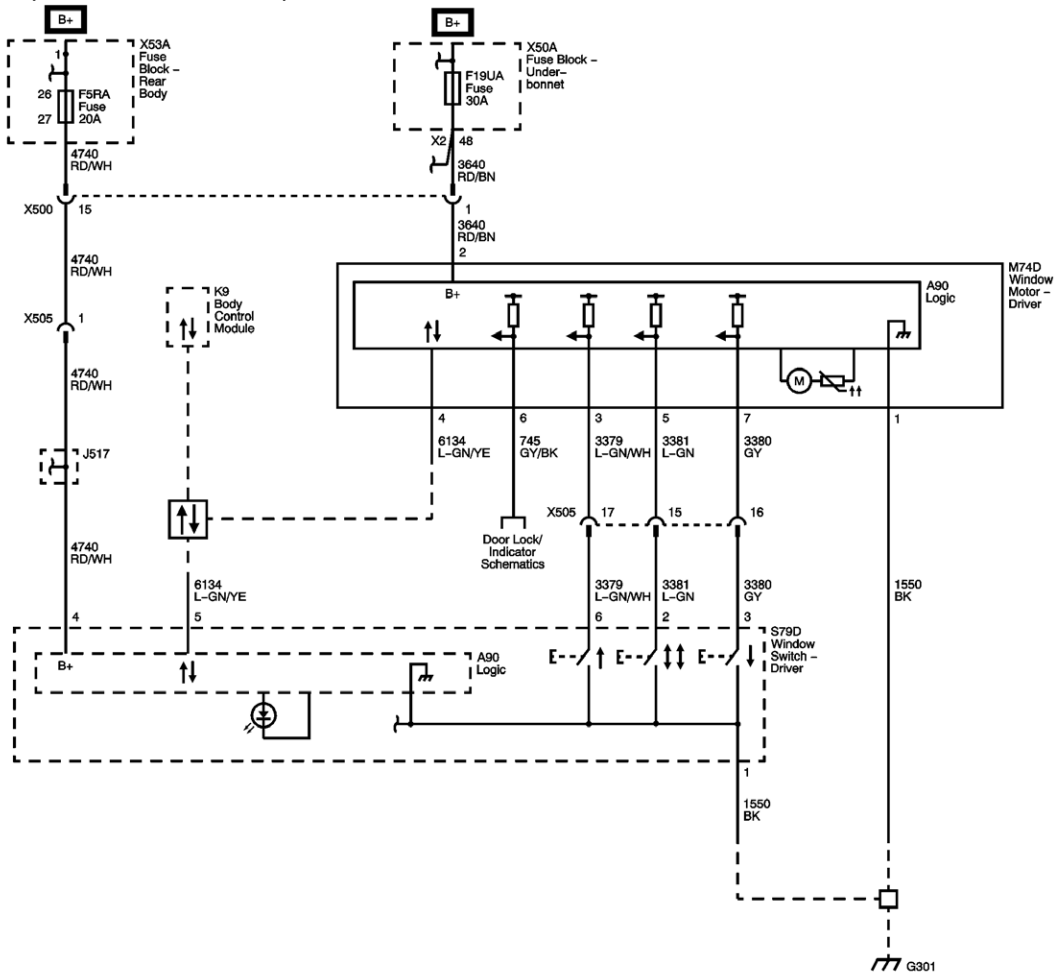 B+
B+
X53A
Fuse
Block –
Rear
Body
X50A
Fuse Block –
Under–
bonnet
1
26
27
F5RA
Fuse
20A
F19UA
Fuse
30A
X2
48
4740
RD/WH
3640
RD/BN
X500
15
1
3640
RD/BN
2
4740
RD/WH
K9
Body
Control
Module
M74D
Window
Motor –
Driver
A90
Logic
B+
X505
1
M
4740
RD/WH
4
6
3
5
7
1
6134
L–GN/YE
745
GY/BK
3379
L–GN/WH
3381
L–GN
3380
GY
J517
X505
17
15
16
Door Lock/
Indicator
Schematics
4740
RD/WH
6134
L–GN/YE
3379
L–GN/WH
3381
L–GN
3380
GY
1550
BK
4
5
6
2
3
S79D
Window
Switch –
Driver
B+
A90
Logic
1
1550
BK
G301